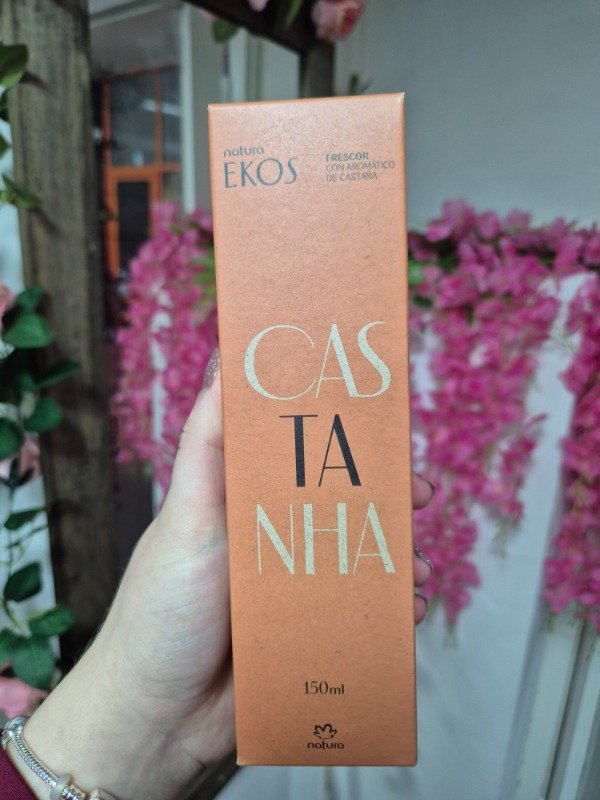 natura
EKOS
FRESCOR
CON AROMÁTICO
DE CASTAÑA
CAS
TA
NHA
150ml
natura